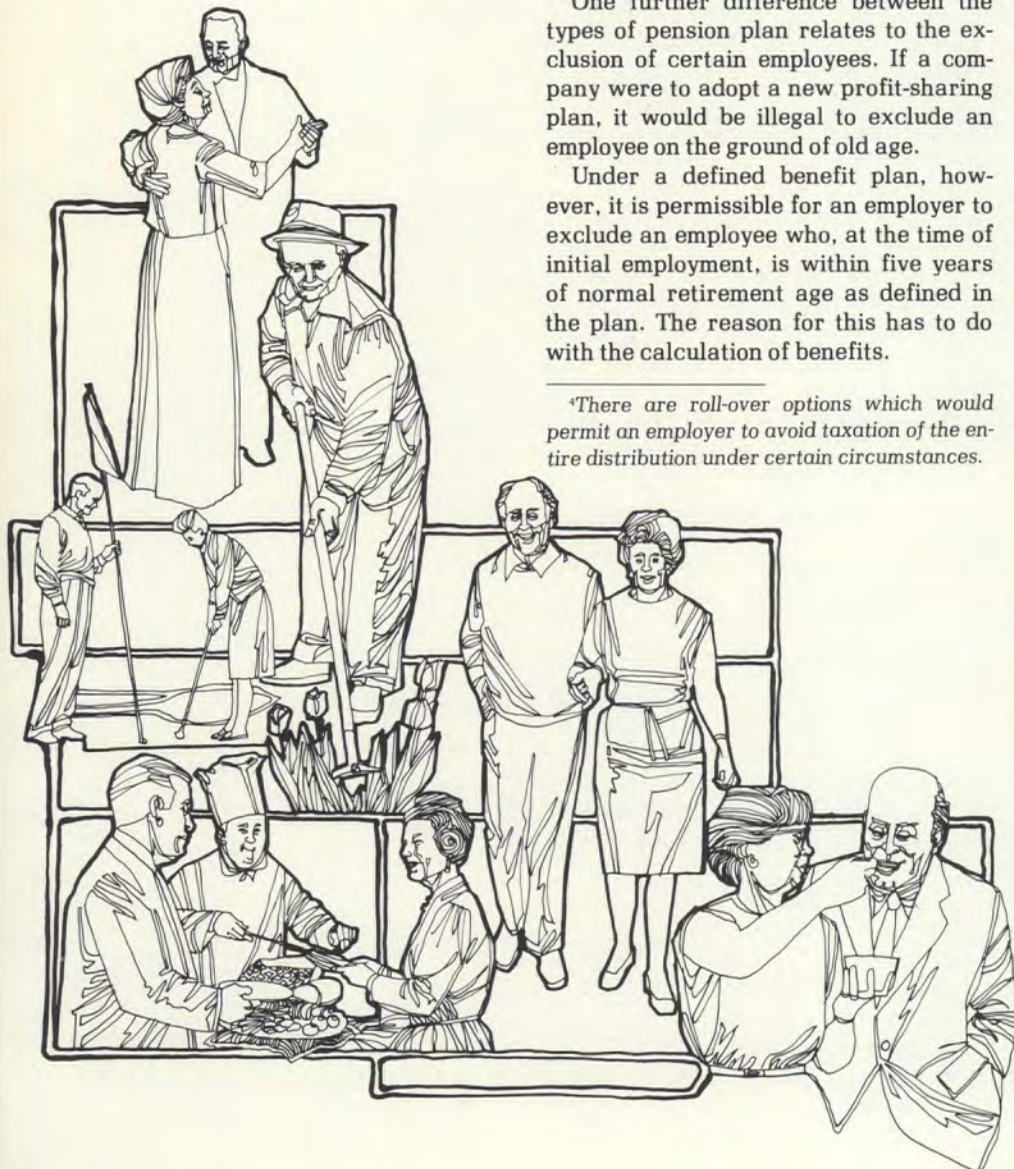 One further difference between the
types of pension plan relates to the ex-
clusion of certain employees. If a com-
pany were to adopt a new profit-sharing
plan, it would be illegal to exclude an
employee on the ground of old age.
Under a defined benefit plan, how-
ever, it is permissible for an employer to
exclude an employee who, at the time of
initial employment, is within five years
of normal retirement age as defined in
the plan. The reason for this has to do
with the calculation of benefits.
⁴There are roll-over options which would
permit an employer to avoid taxation of the en-
tire distribution under certain circumstances.